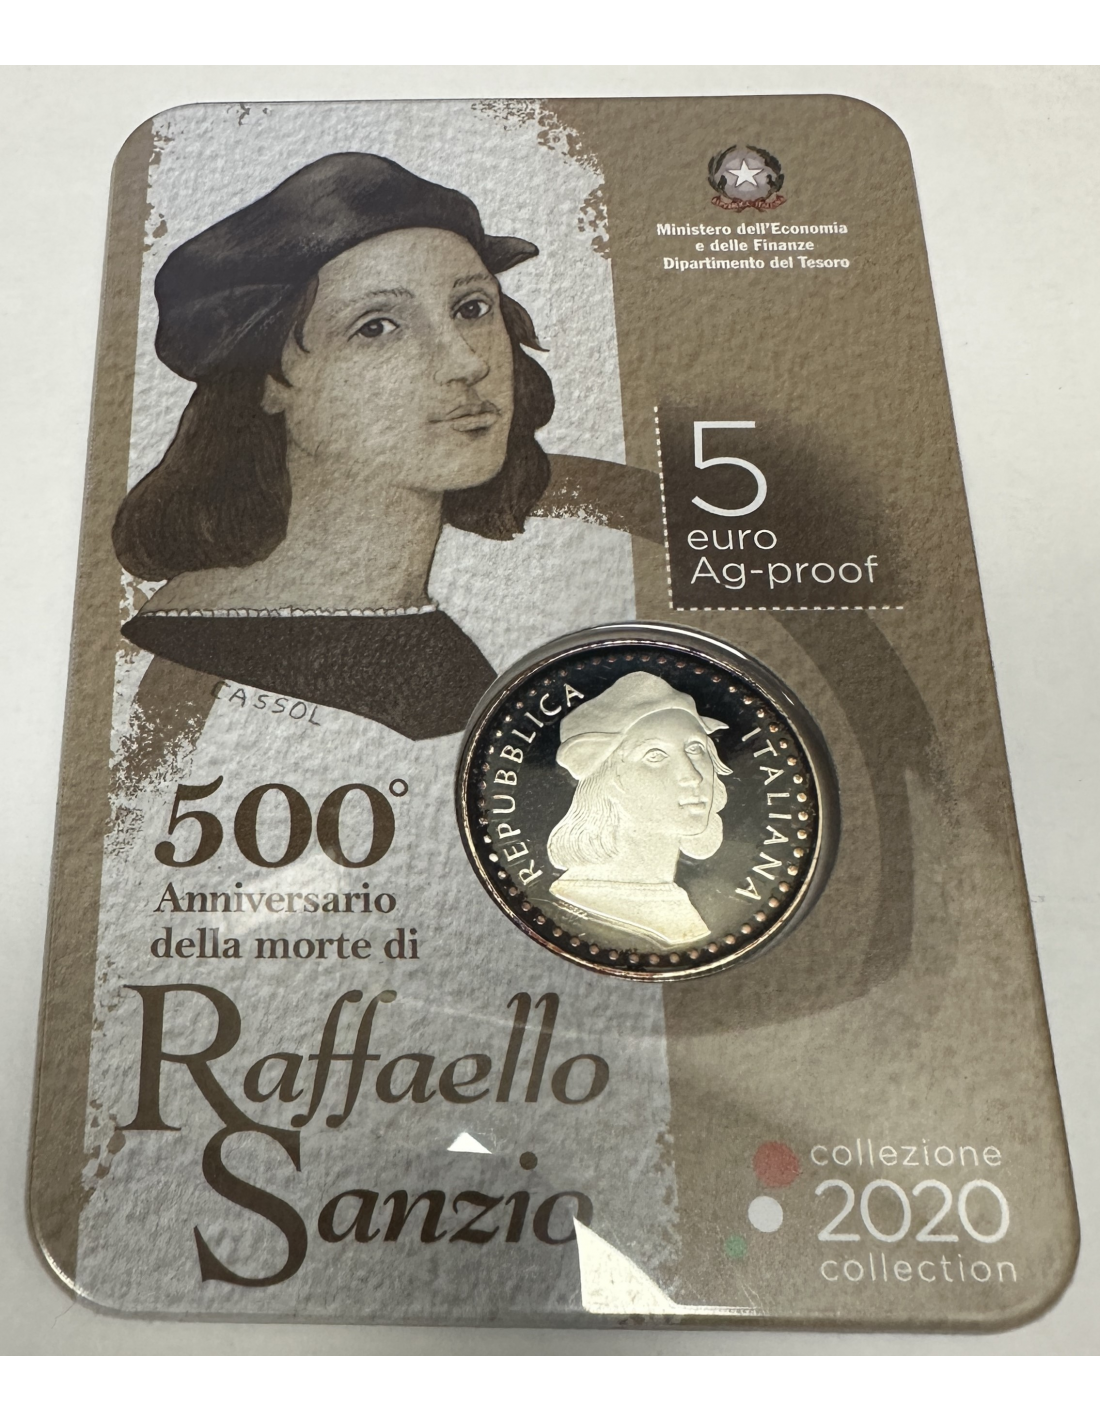 Ministero dell'Economia
e delle Finanze
Dipartimento del Tesoro
5
euro
Ag-proof
CASSOL
REPUBBLICA ITALIANA
500°
Anniversario
della morte di
Raffaello
Sanzio
collezione
2020
collection